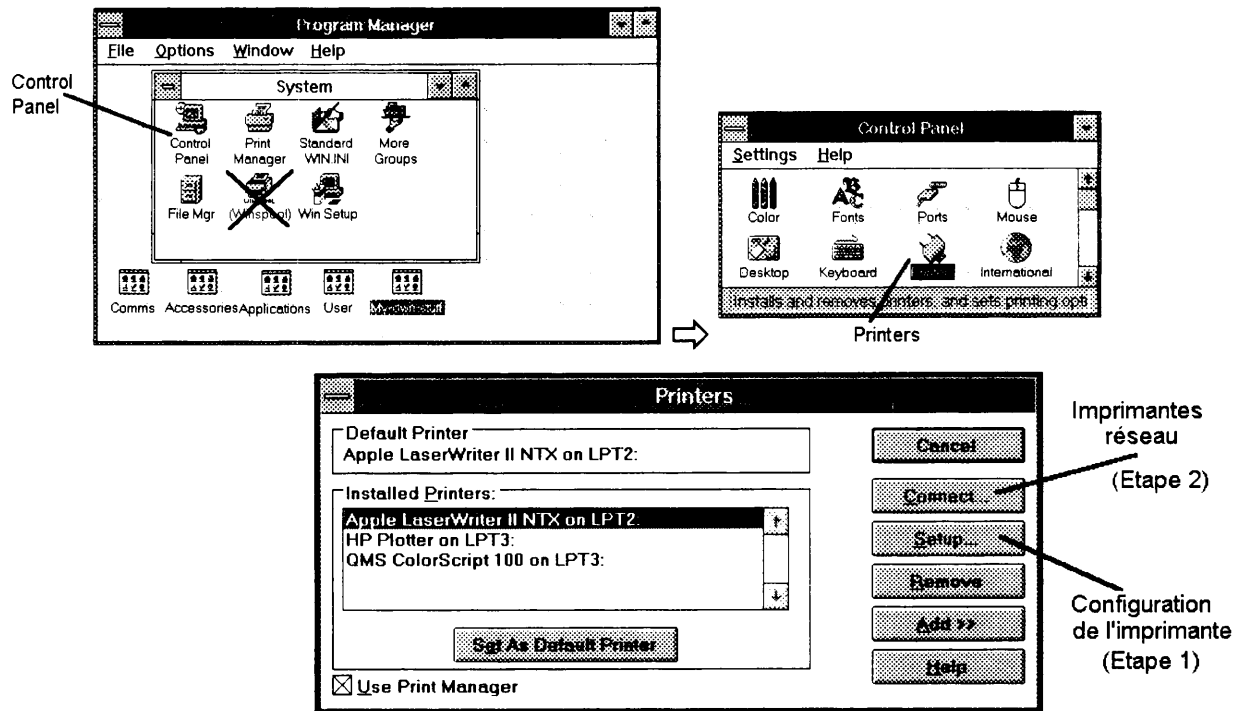 Program Manager
File Options Window Help
Control
Panel
System
Control
Panel
Print
Manager
Standard
WIN.INI
More
Groups
File Mgr
(Winspool)
Win Setup
Comms
Accessories
Applications
User
Control Panel
Settings Help
Color
Fonts
Ports
Mouse
Desktop
Keyboard
International
Installs and removes printers, and sets printing opti
Printers
Printers
Default Printer
Apple LaserWriter II NTX on LPT2:
Installed Printers:
Apple LaserWriter II NTX on LPT2:
HP Plotter on LPT3:
QMS ColorScript 100 on LPT3:
Set As Default Printer
Use Print Manager
Cancel
Connect...
Setup...
Remove
Add >>
Help
Imprimantes
réseau
(Etape 2)
Configuration
de l'imprimante
(Etape 1)